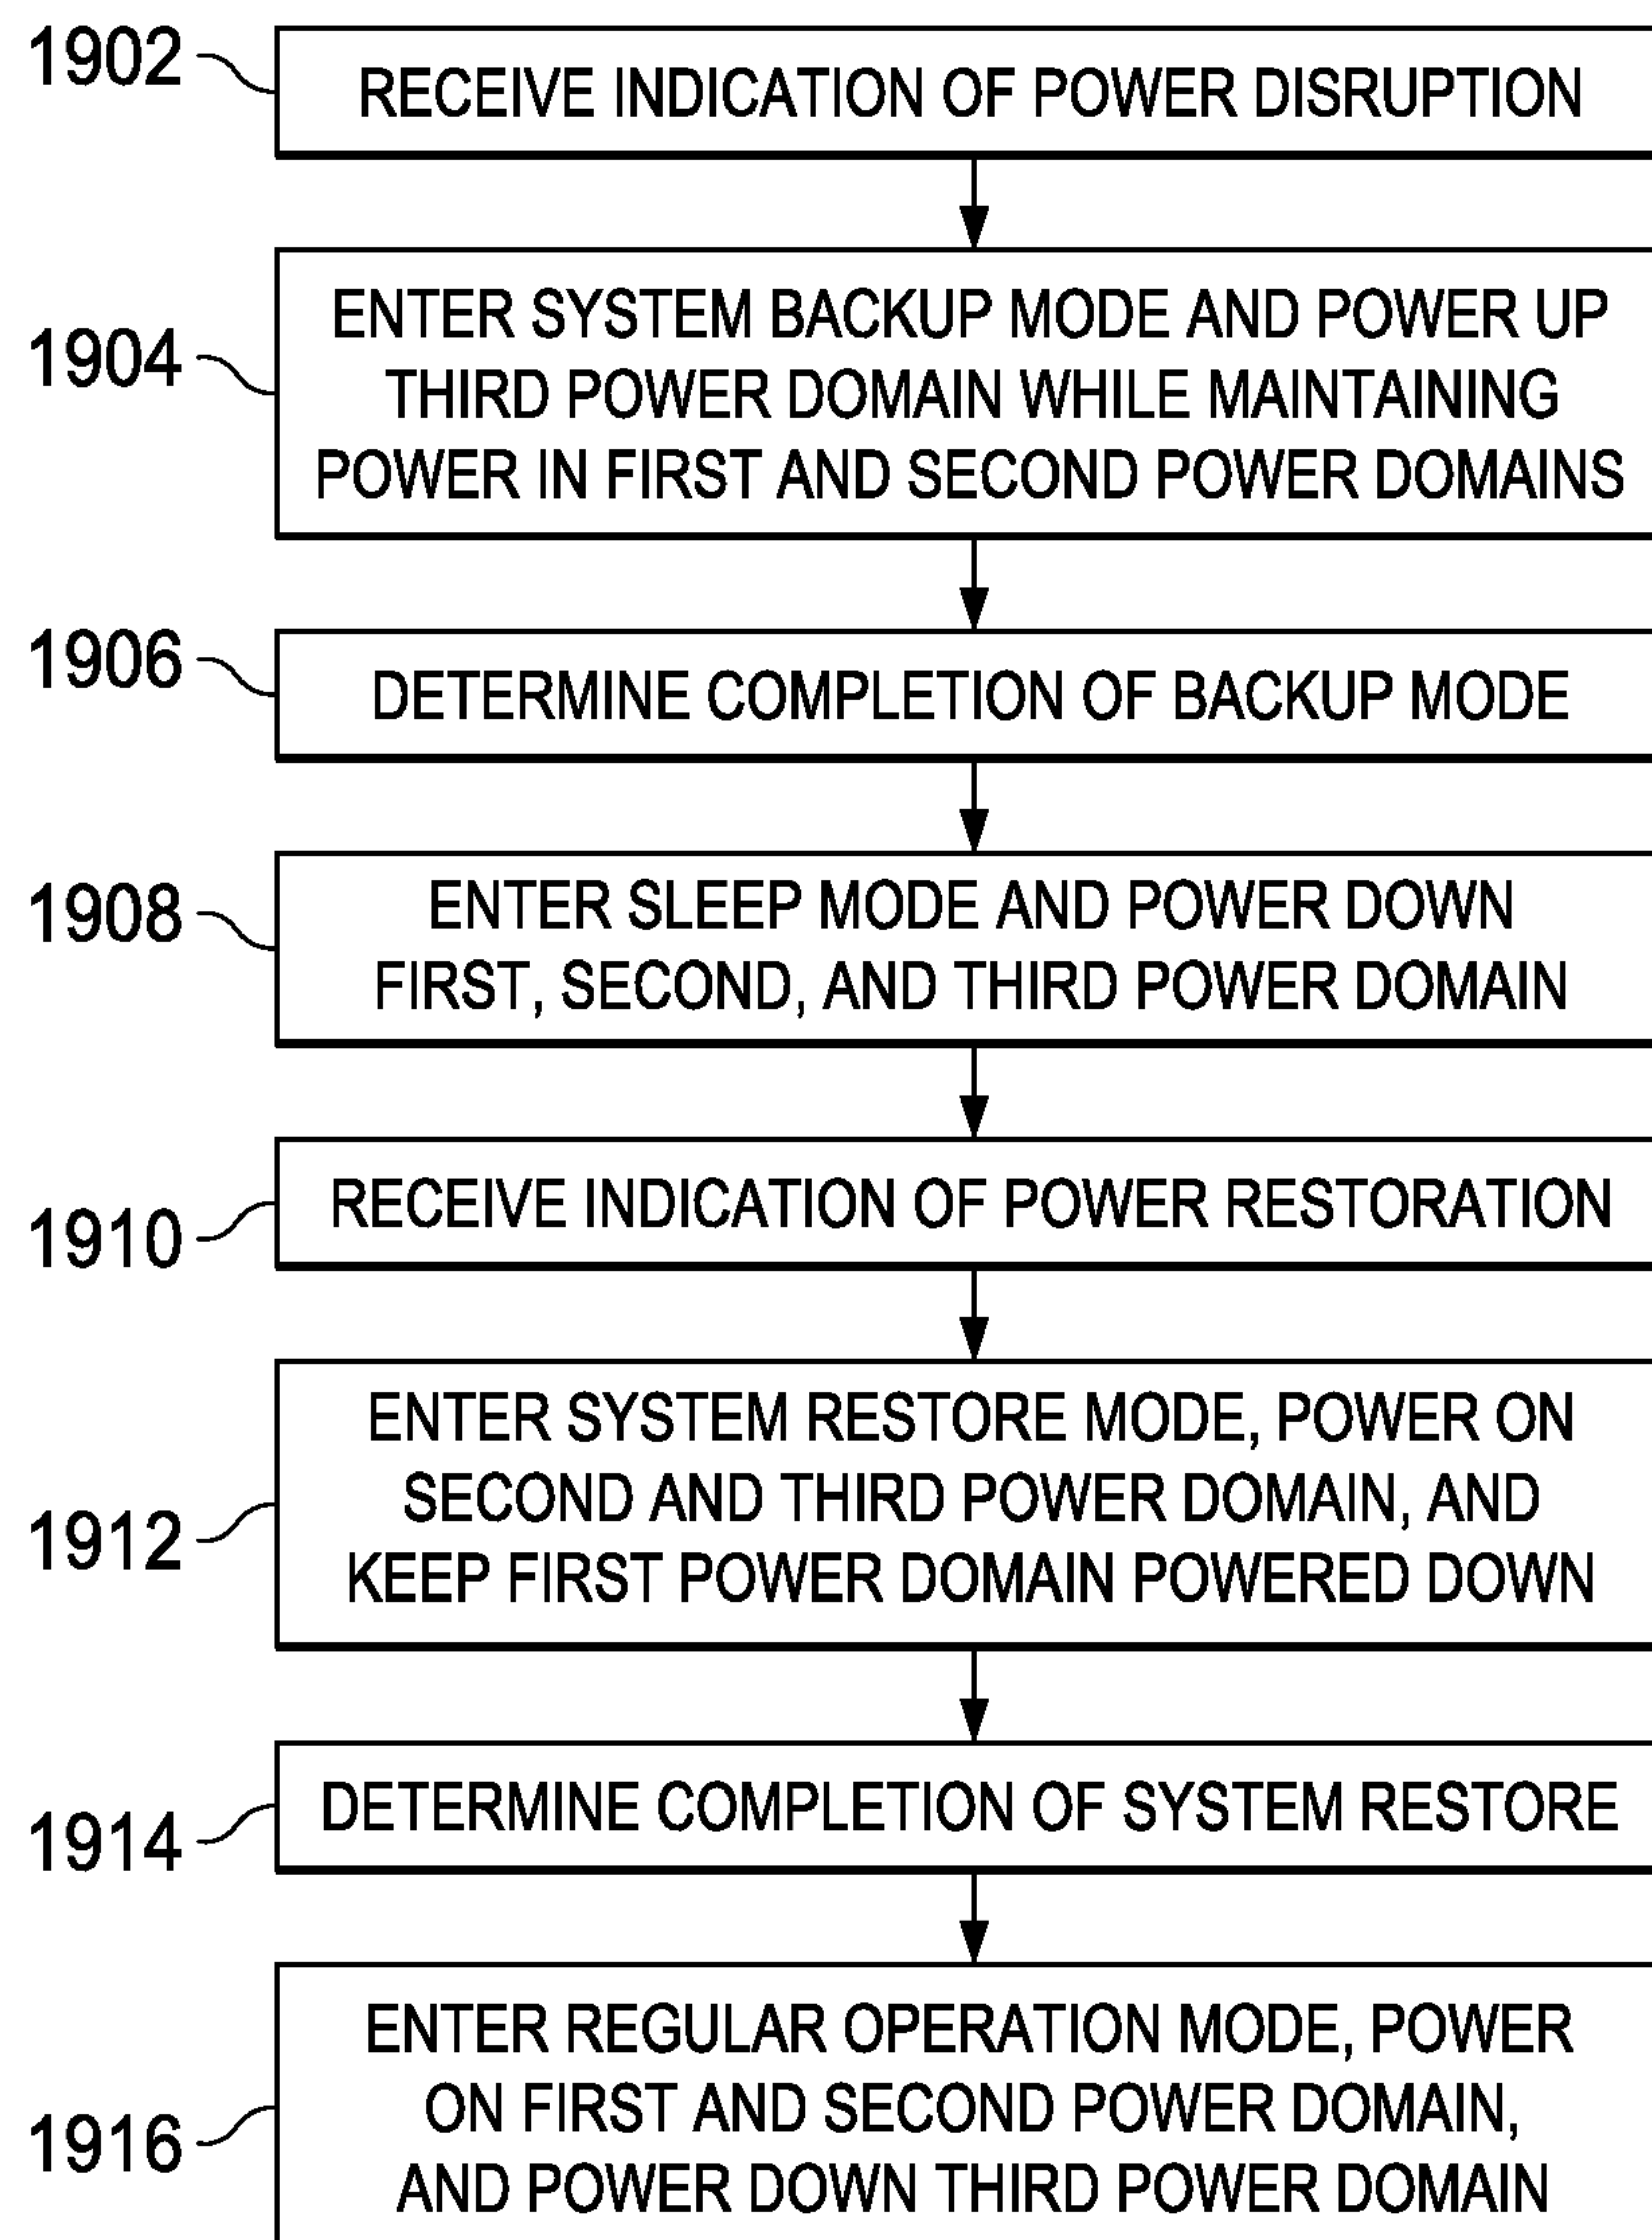 1902
RECEIVE INDICATION OF POWER DISRUPTION
1904
ENTER SYSTEM BACKUP MODE AND POWER UP
THIRD POWER DOMAIN WHILE MAINTAINING
POWER IN FIRST AND SECOND POWER DOMAINS
1906
DETERMINE COMPLETION OF BACKUP MODE
1908
ENTER SLEEP MODE AND POWER DOWN
FIRST, SECOND, AND THIRD POWER DOMAIN
1910
RECEIVE INDICATION OF POWER RESTORATION
1912
ENTER SYSTEM RESTORE MODE, POWER ON
SECOND AND THIRD POWER DOMAIN, AND
KEEP FIRST POWER DOMAIN POWERED DOWN
1914
DETERMINE COMPLETION OF SYSTEM RESTORE
1916
ENTER REGULAR OPERATION MODE, POWER
ON FIRST AND SECOND POWER DOMAIN,
AND POWER DOWN THIRD POWER DOMAIN